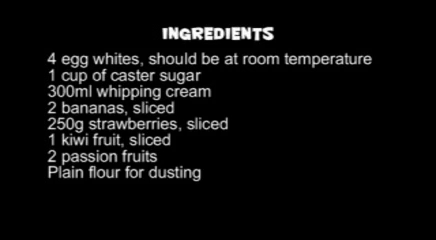 INGREDIENTS
4 egg whites, should be at room temperature
1 cup of caster sugar
300ml whipping cream
2 bananas, sliced
250g strawberries, sliced
1 kiwi fruit, sliced
2 passion fruits
Plain flour for dusting